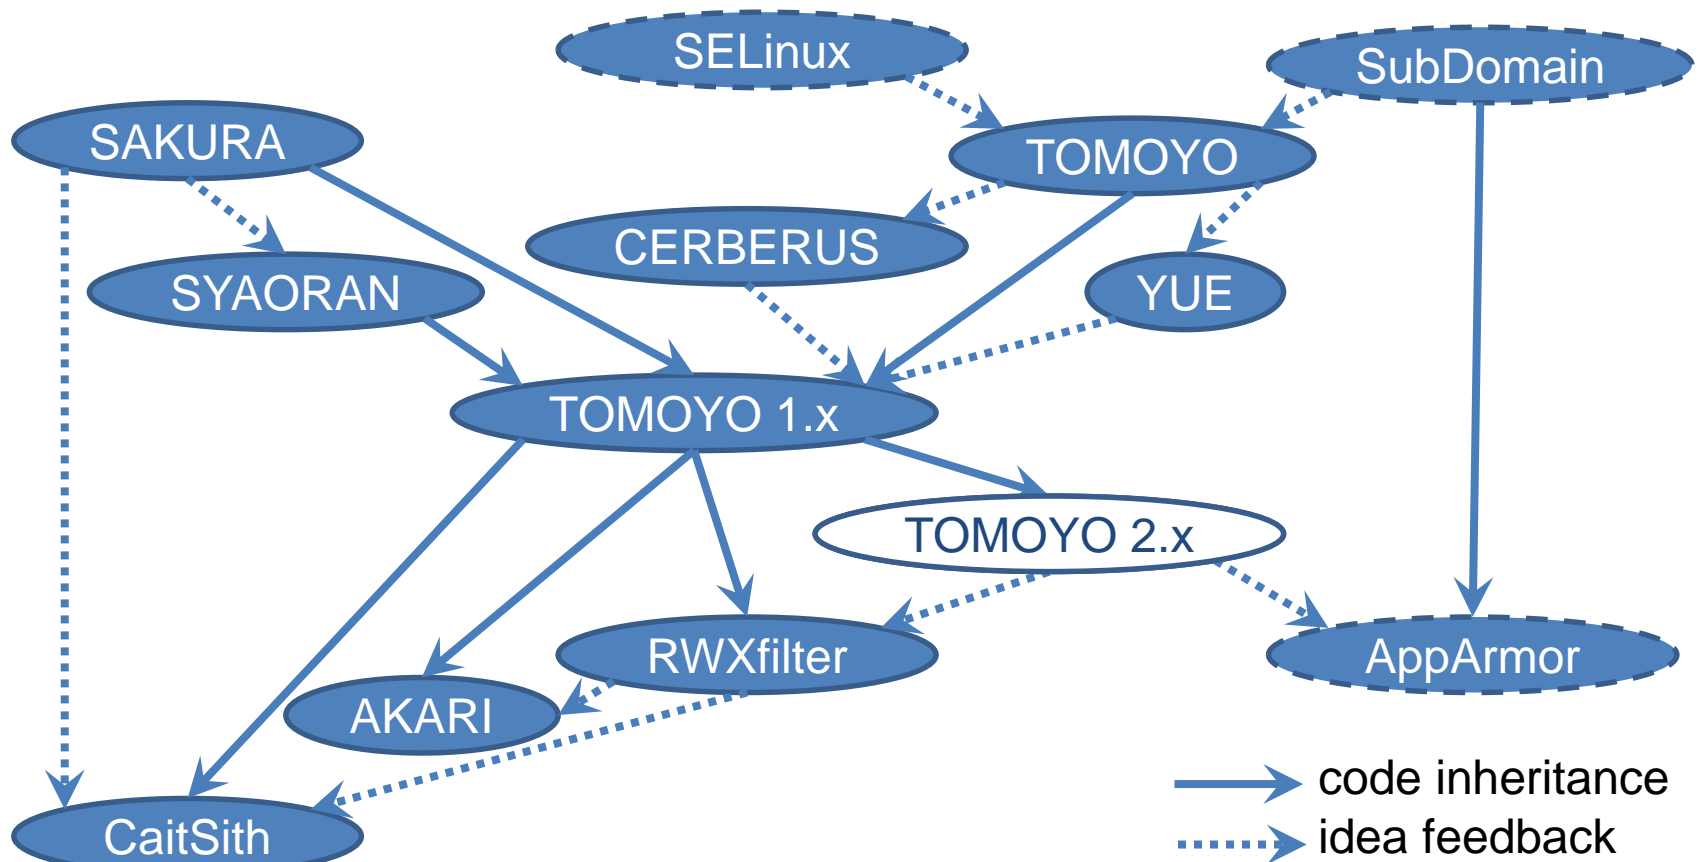 SELinux
SubDomain
SAKURA
TOMOYO
CERBERUS
SYAORAN
YUE
TOMOYO 1.x
TOMOYO 2.x
RWXfilter
AppArmor
AKARI
CaitSith
code inheritance
idea feedback